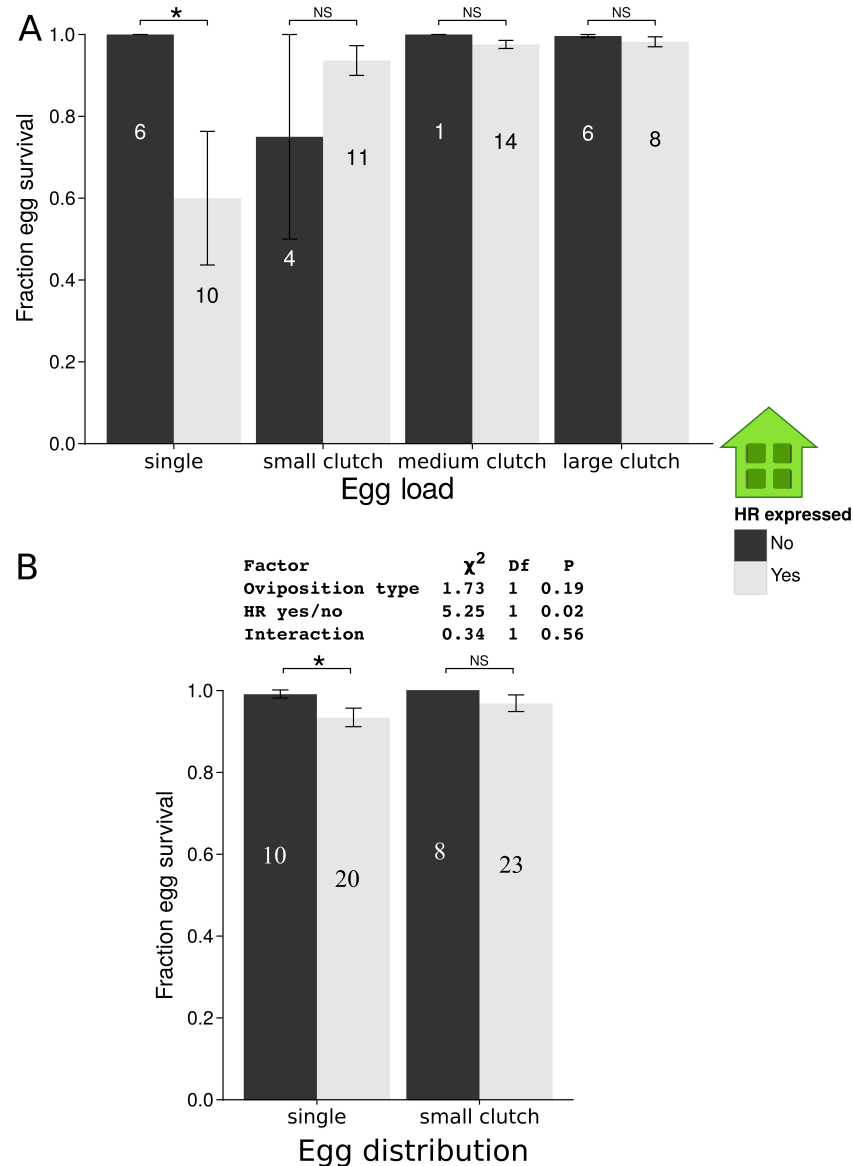 A
* NS NS NS
1.0
0.8
0.6
0.4
0.2
0.0
Fraction egg survival
6 10 4 11 1 14 6 8
single small clutch medium clutch large clutch
Egg load
HR expressed
No
Yes
B
Factor χ² Df P
Oviposition type 1.73 1 0.19
HR yes/no 5.25 1 0.02
Interaction 0.34 1 0.56
* NS
1.0
0.8
0.6
0.4
0.2
0.0
Fraction egg survival
10 20 8 23
single small clutch
Egg distribution